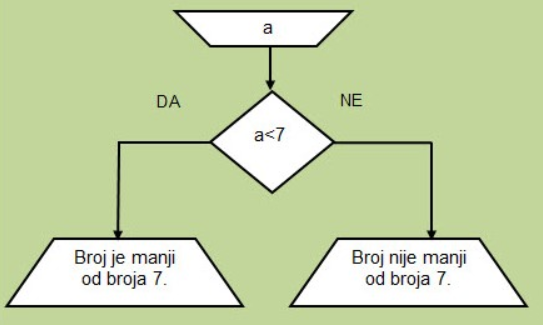 a
DA
NE
a<7
Broj je manji
od broja 7.
Broj nije manji
od broja 7.